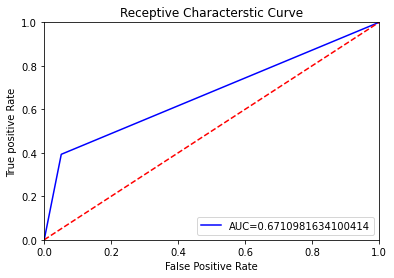 Receptive Characterstic Curve
True positive Rate
1.0
0.8
0.6
0.4
0.2
0.0
AUC=0.6710981634100414
0.0 0.2 0.4 0.6 0.8 1.0
False Positive Rate